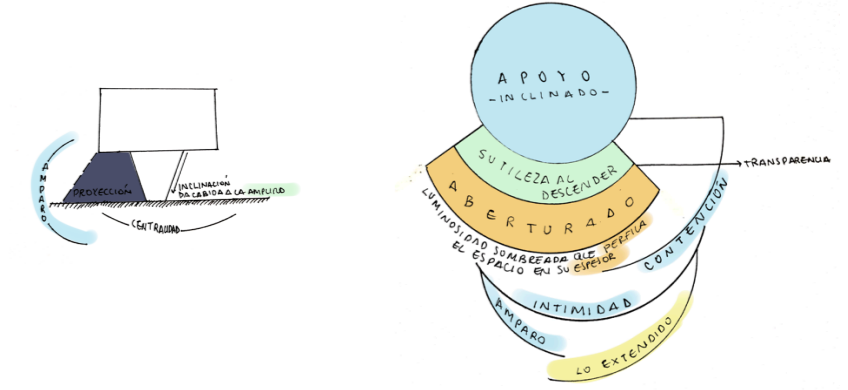 AMPARO
PROYECCIÓN
INCLINACIÓN
DA CABIDA A LA AMPLITUD
CENTRALIDAD
APOYO
-INCLINADO-
SUTILEZA AL
DESCENDER
TRANSPARENCIA
ABERTURADO
LUMINOSIDAD SOMBREADA QUE PERFILA
EL ESPACIO EN SU ESPESOR
CONTENCIÓN
INTIMIDAD
AMPARO
LO EXTENDIDO